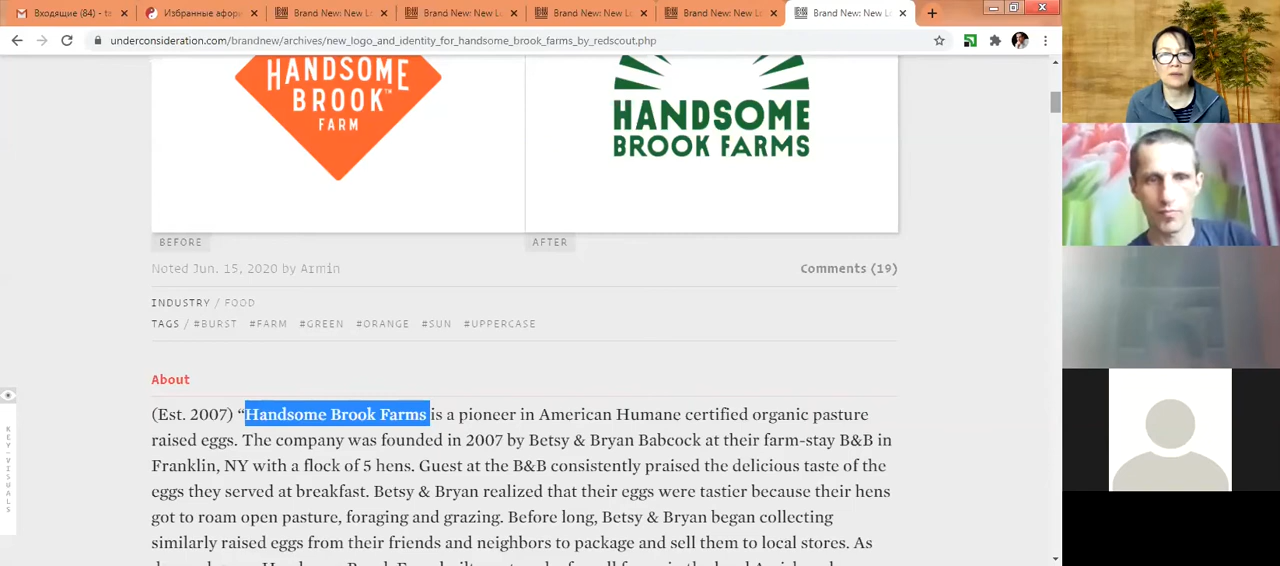 Входящие (84) - t
Избранные афор
Brand New: New Lo
Brand New: New Lo
Brand New: New Lo
Brand New: New Lo
Brand New: New Lo
underconsideration.com/brandnew/archives/new_logo_and_identity_for_handsome_brook_farms_by_redscout.php
HANDSOME
BROOK™
FARM
HANDSOME
BROOK FARMS
BEFORE
AFTER
Noted Jun. 15, 2020 by Armin
Comments (19)
INDUSTRY / FOOD
TAGS / #BURST #FARM #GREEN #ORANGE #SUN #UPPERCASE
About
(Est. 2007) “Handsome Brook Farms is a pioneer in American Humane certified organic pasture
raised eggs. The company was founded in 2007 by Betsy & Bryan Babcock at their farm-stay B&B in
Franklin, NY with a flock of 5 hens. Guest at the B&B consistently praised the delicious taste of the
eggs they served at breakfast. Betsy & Bryan realized that their eggs were tastier because their hens
got to roam open pasture, foraging and grazing. Before long, Betsy & Bryan began collecting
similarly raised eggs from their friends and neighbors to package and sell them to local stores. As
KEY-VISUALS